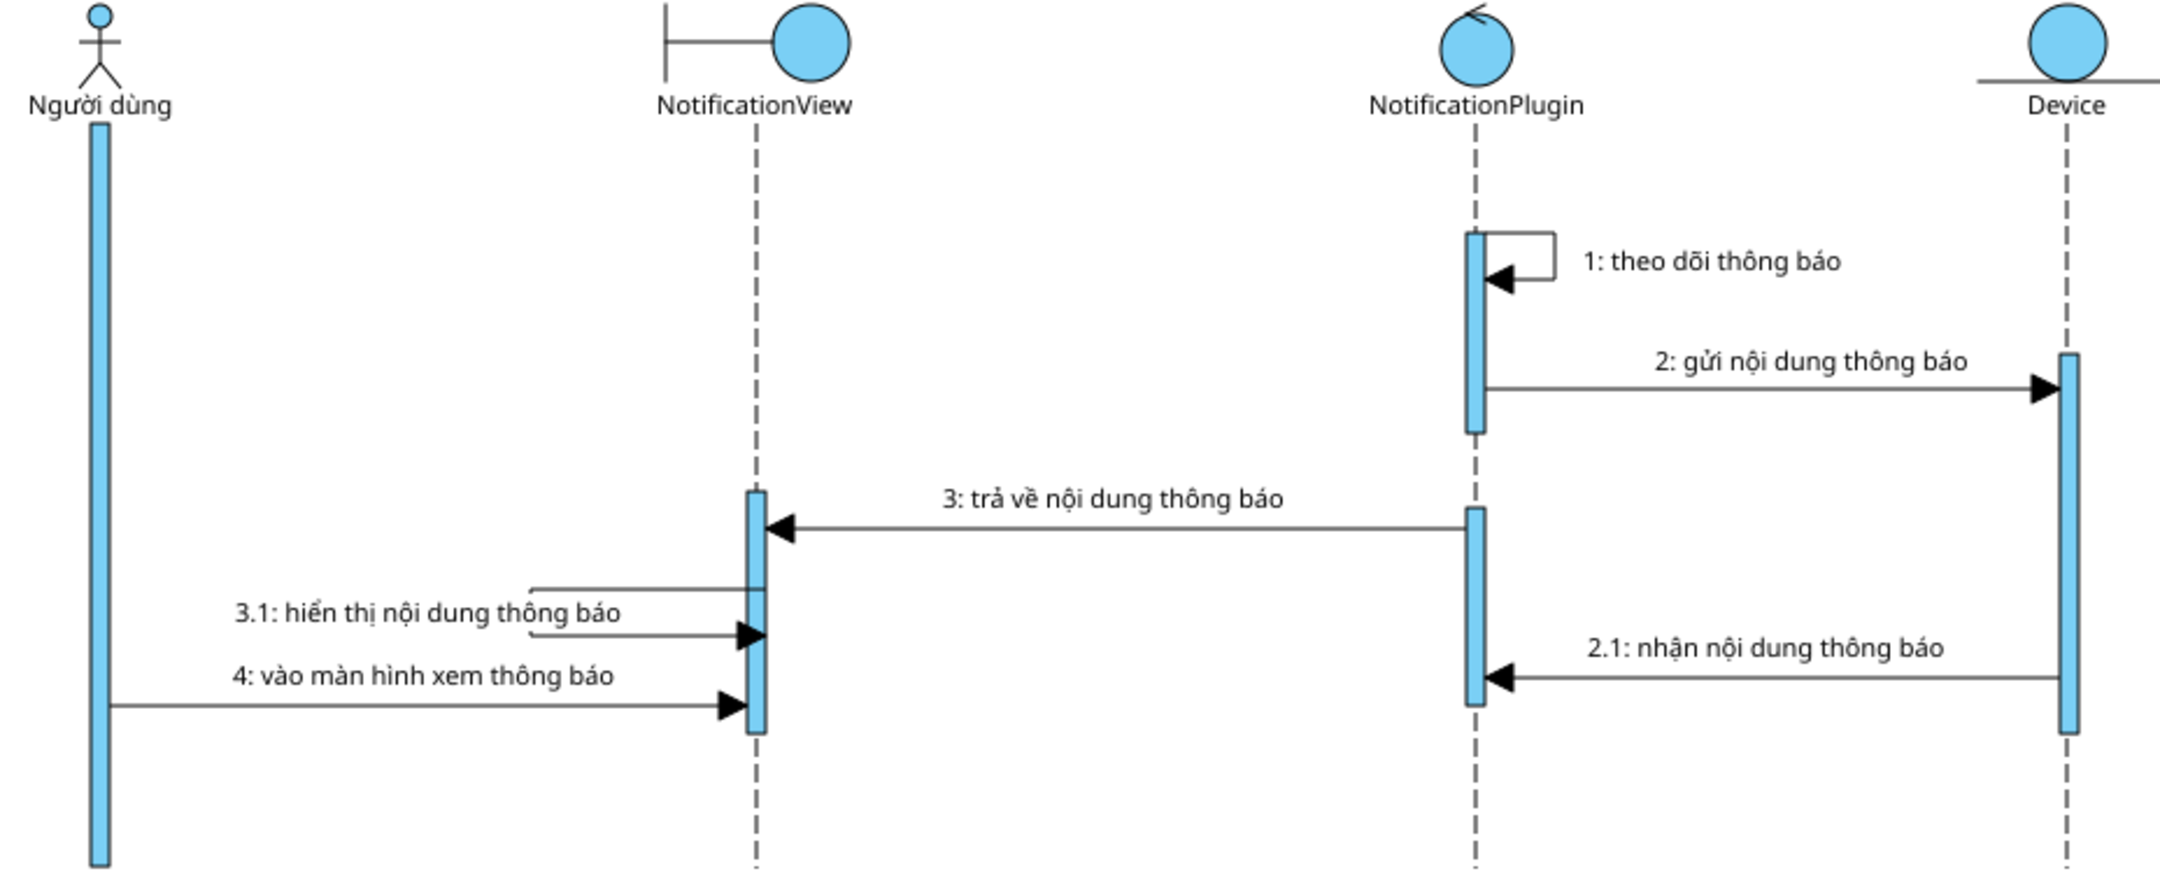 Người dùng
NotificationView
NotificationPlugin
Device
1: theo dõi thông báo
2: gửi nội dung thông báo
3: trả về nội dung thông báo
3.1: hiển thị nội dung thông báo
2.1: nhận nội dung thông báo
4: vào màn hình xem thông báo